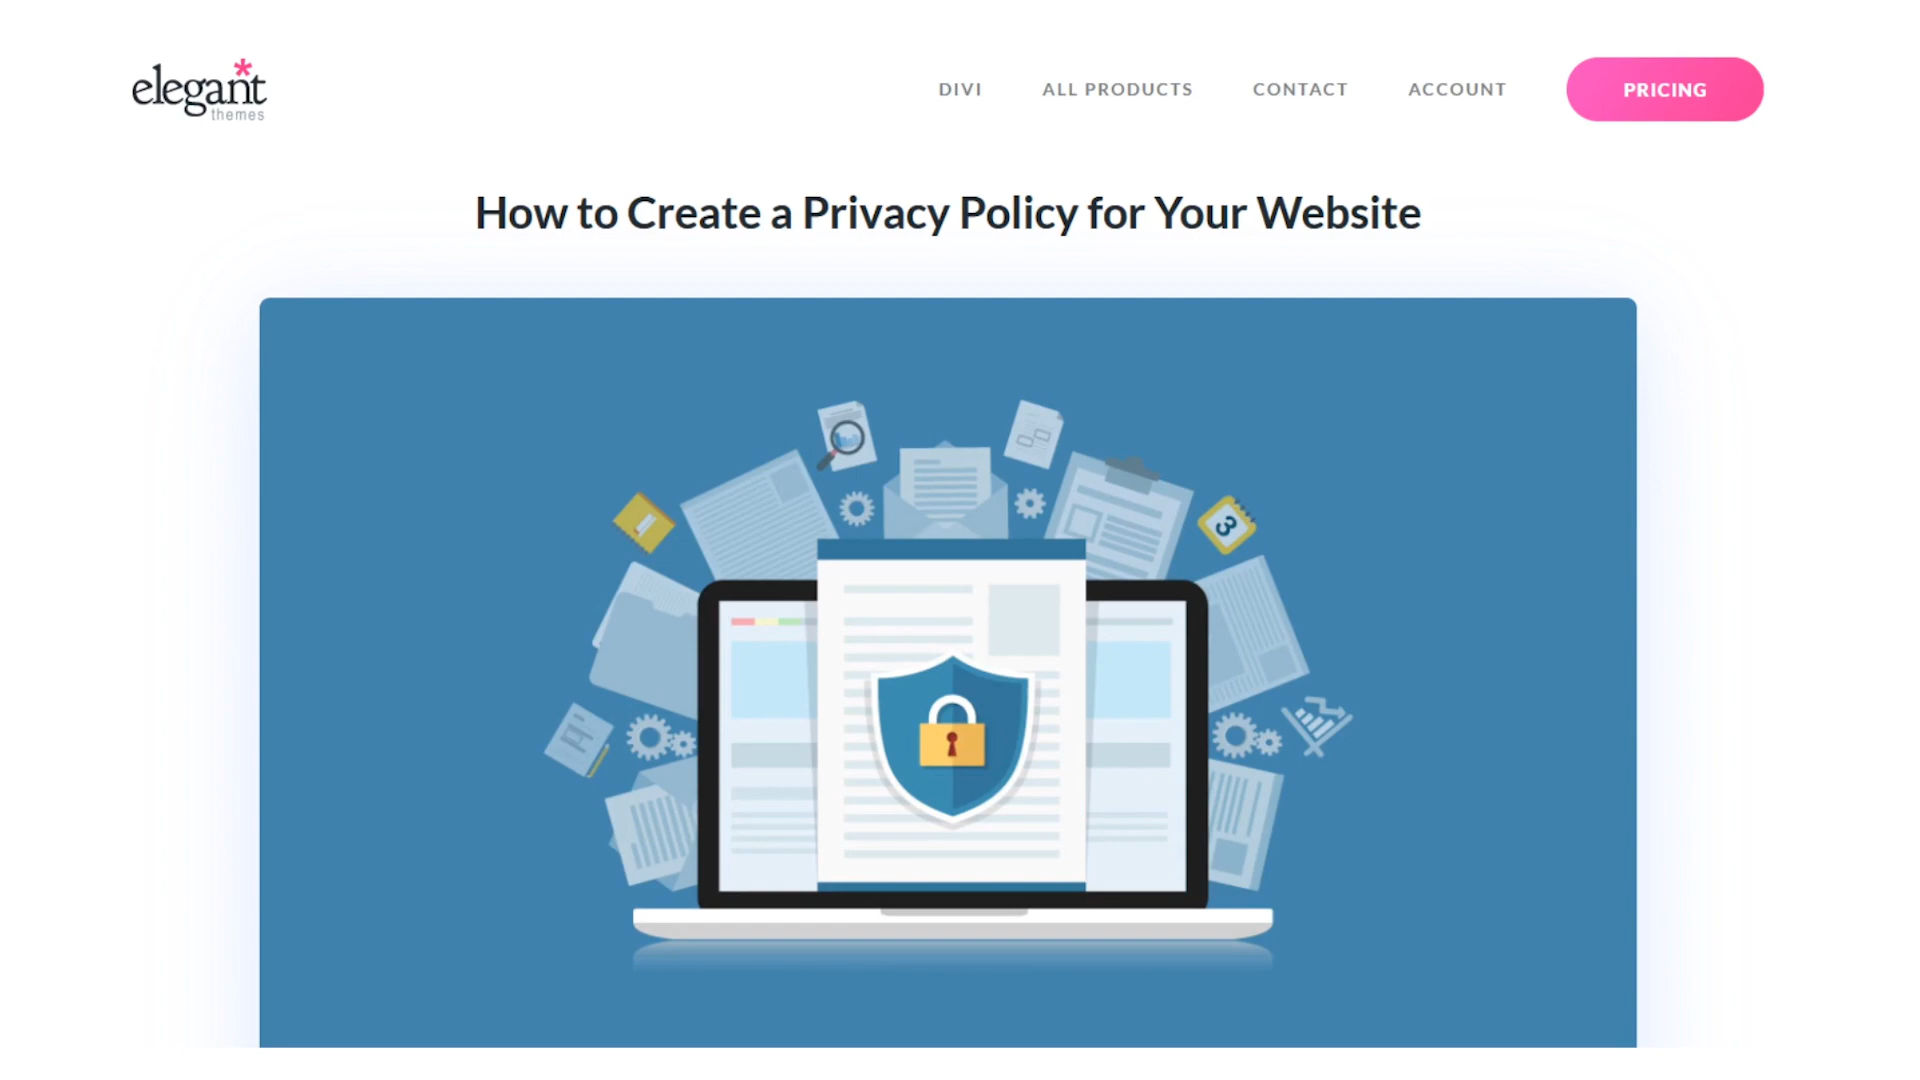 elegant
themes
DIVI
ALL PRODUCTS
CONTACT
ACCOUNT
PRICING
How to Create a Privacy Policy for Your Website
3